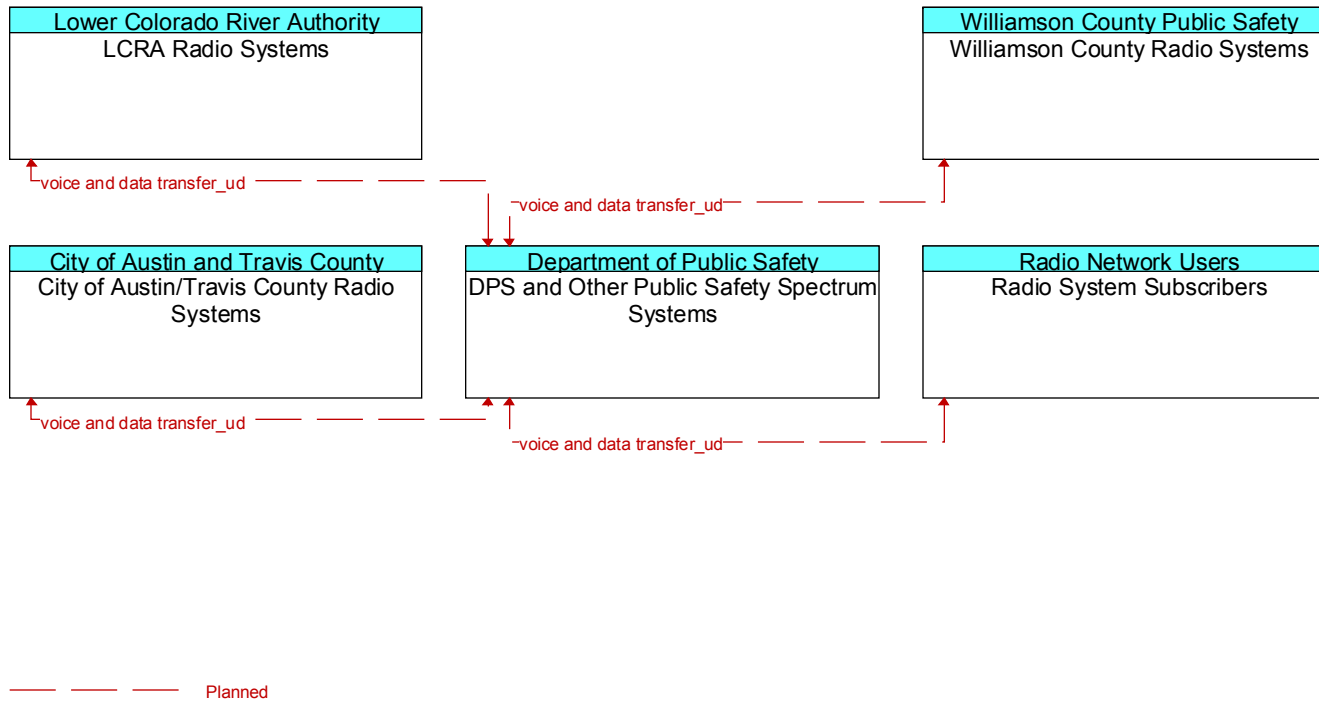 Lower Colorado River Authority
LCRA Radio Systems
Williamson County Public Safety
Williamson County Radio Systems
voice and data transfer_ud
voice and data transfer_ud
City of Austin and Travis County
City of Austin/Travis County Radio
Systems
Department of Public Safety
DPS and Other Public Safety Spectrum
Systems
Radio Network Users
Radio System Subscribers
voice and data transfer_ud
voice and data transfer_ud
Planned